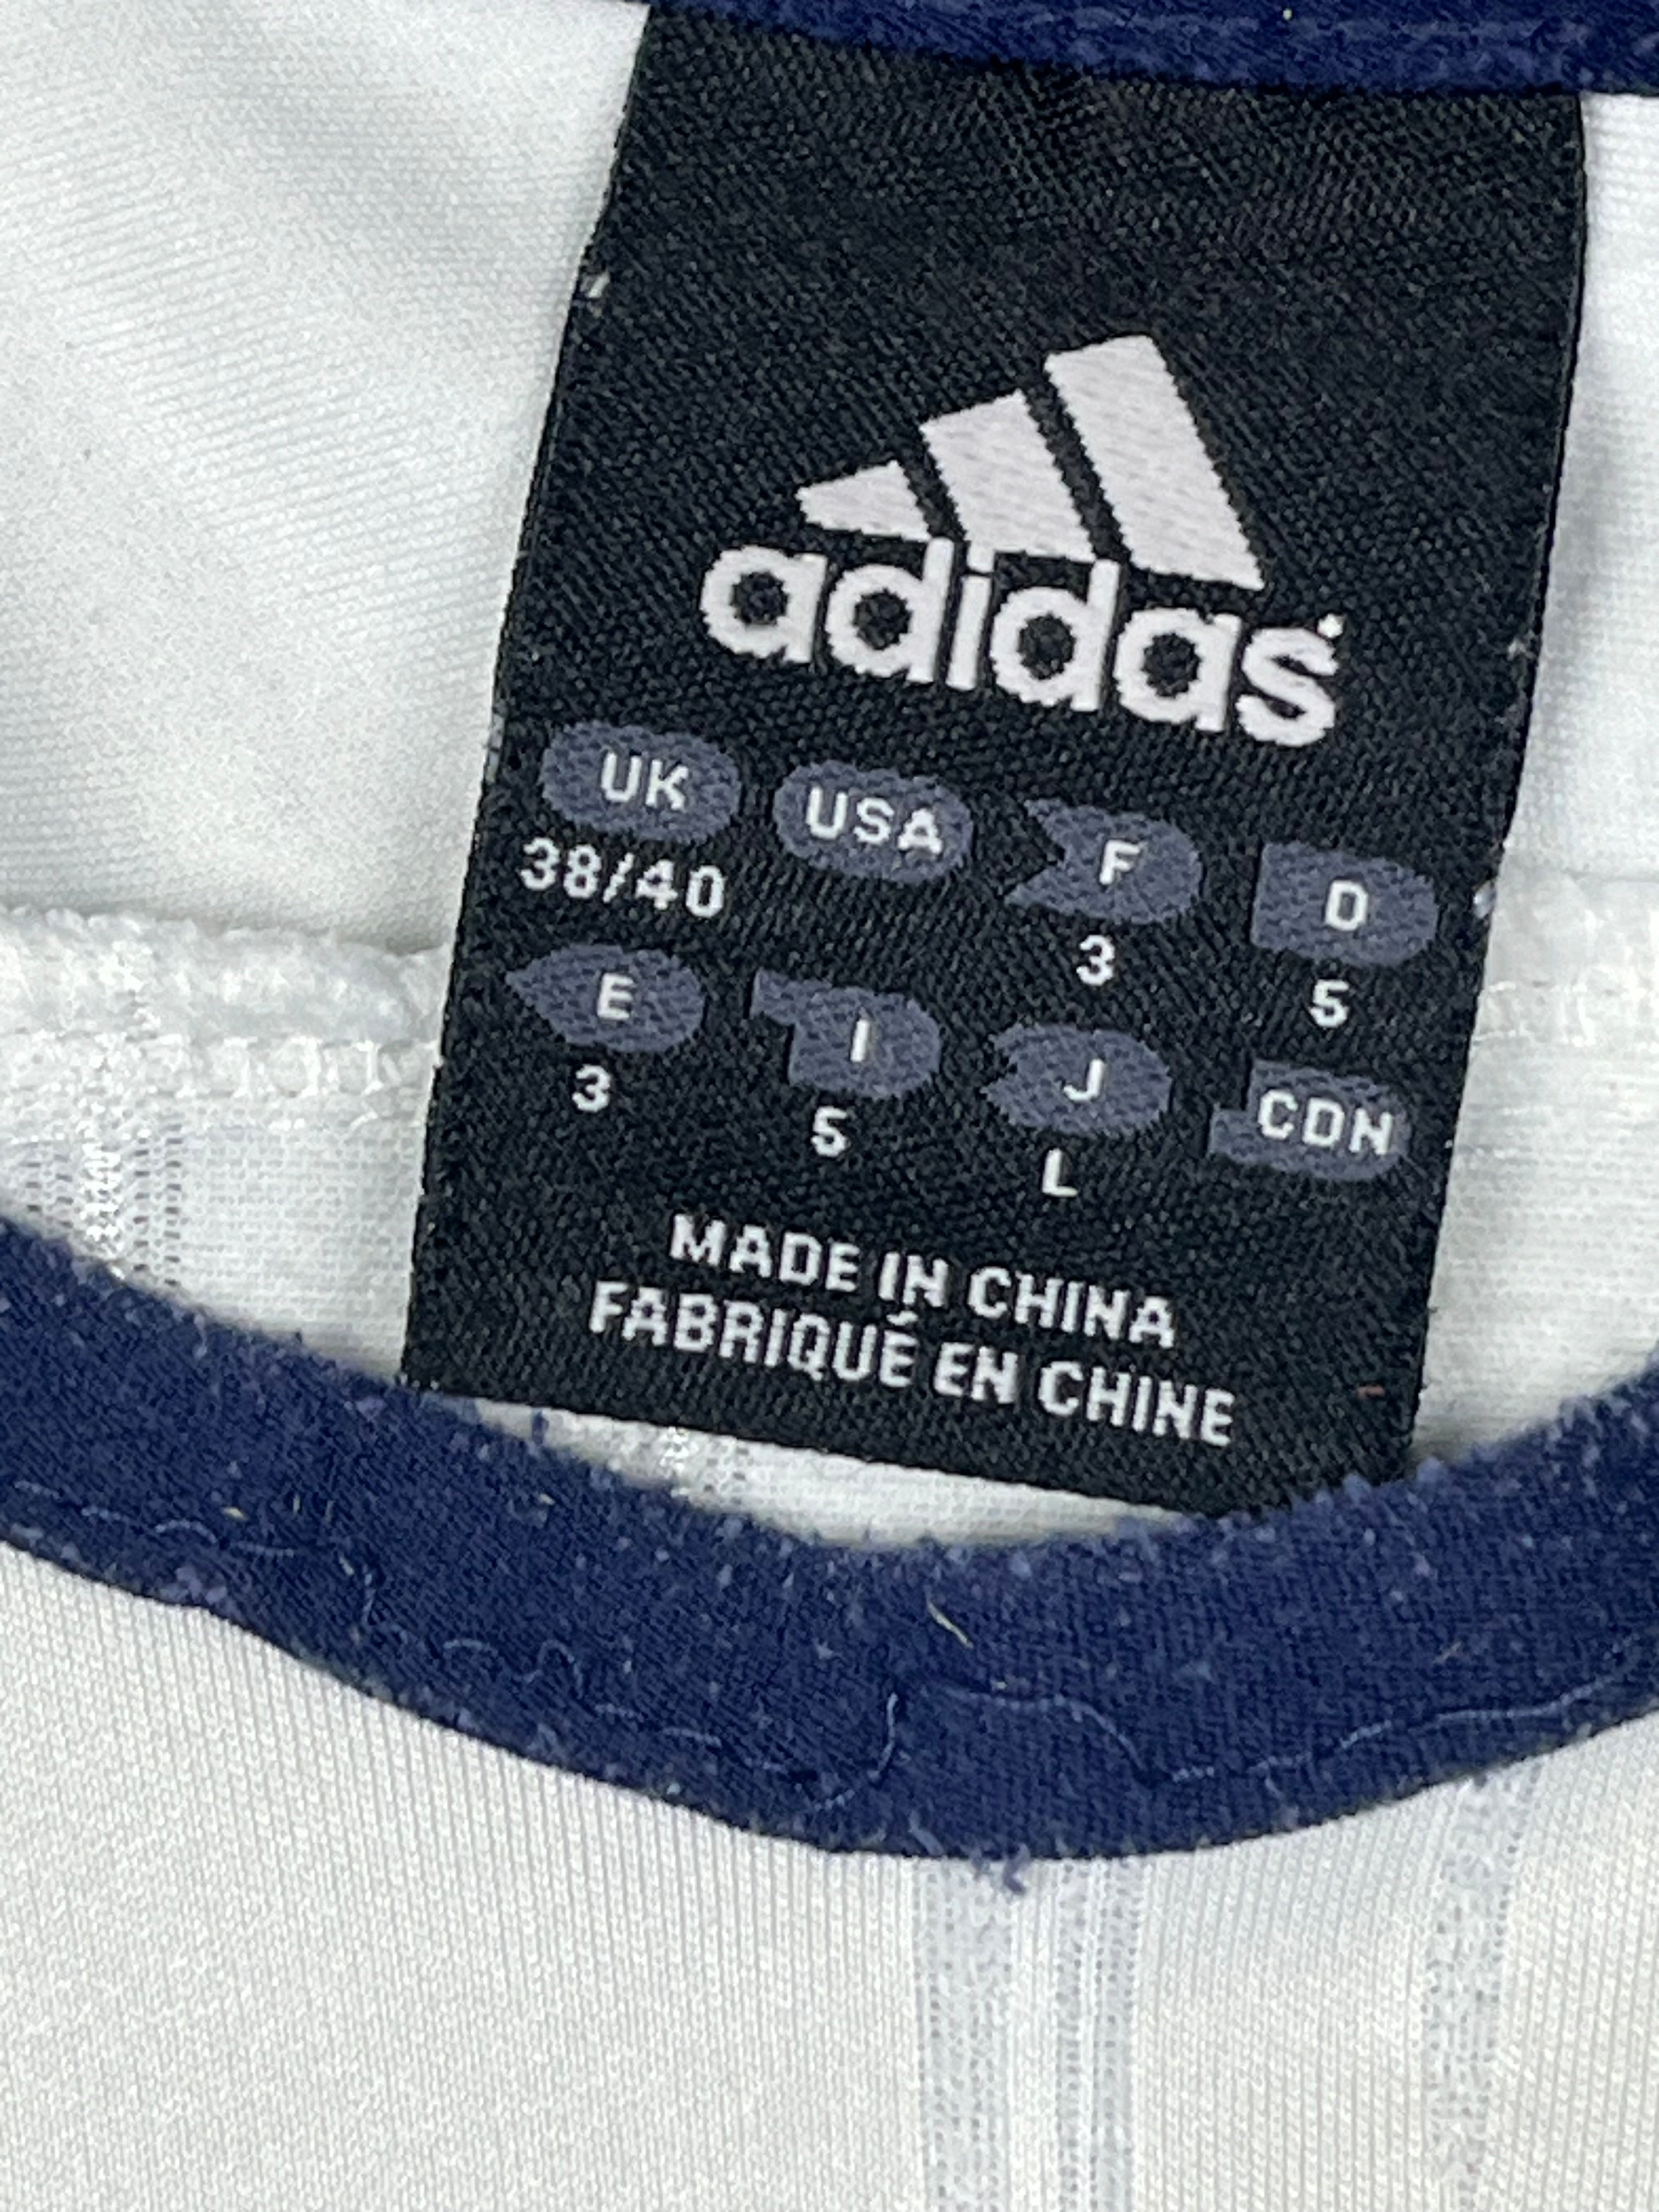 adidas
UK USA F D
38/40 3 5
E I J CDN
3 5 L
MADE IN CHINA
FABRIQUÉ EN CHINE